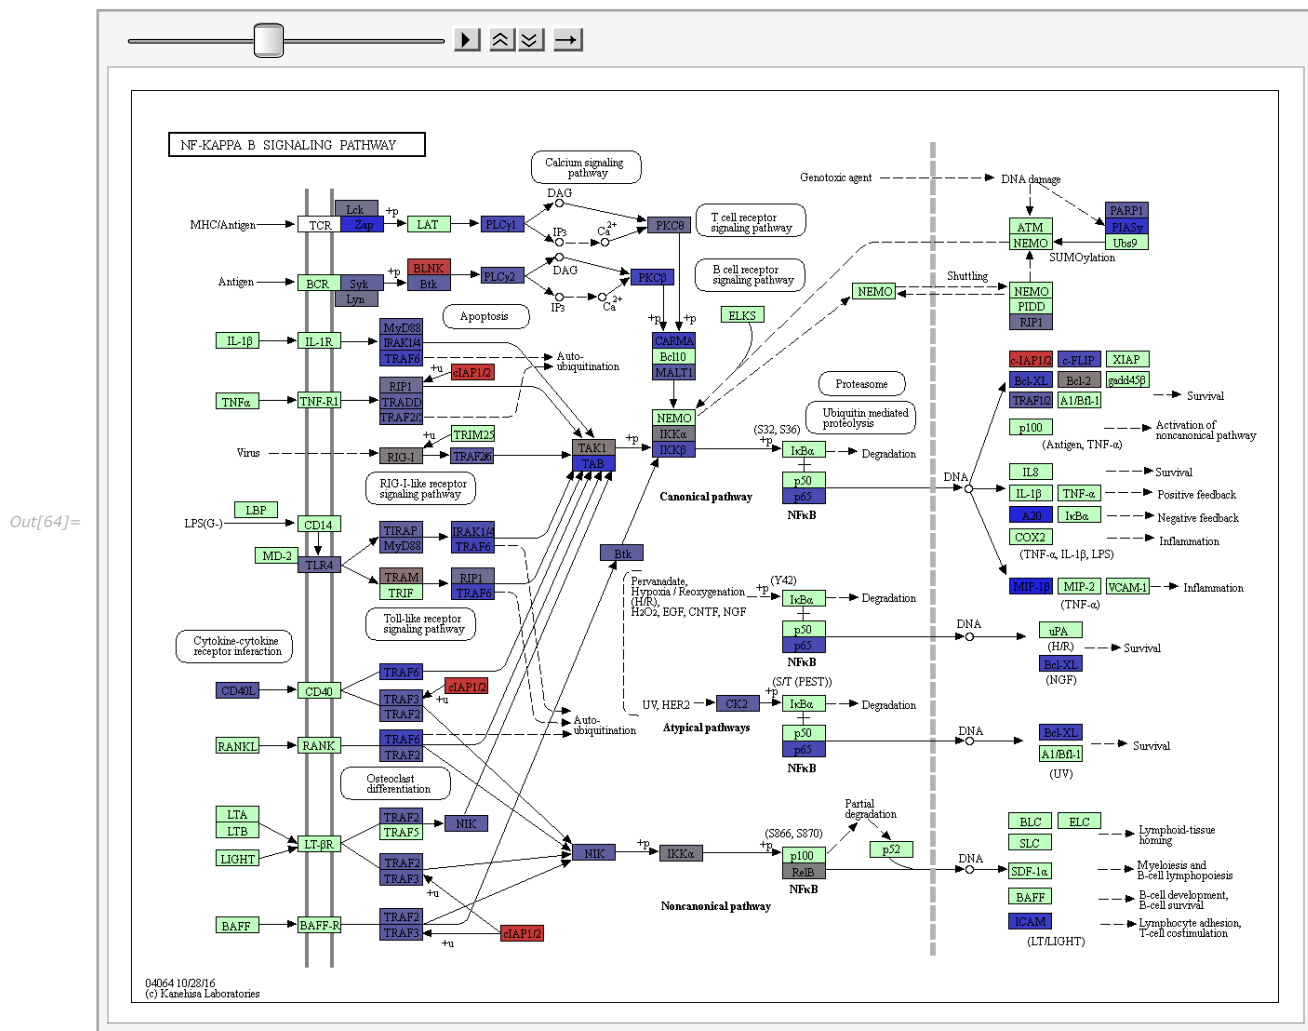 Out[64]=
NF-KAPPA B SIGNALING PATHWAY
Calcium signaling
pathway
Genotoxic agent
DNA damage
MHC/Antigen
TCR
Lck
Zap
+p
LAT
PLCγ1
DAG
IP3
Ca2+
PKCθ
T cell receptor
signaling pathway
PARP1
PIASy
Ubs9
ATM
NEMO
SUMOylation
Antigen
BCR
Syk
Lyn
+p
BLNK
Btk
PLCγ2
DAG
IP3
Ca2+
PKCβ
B cell receptor
signaling pathway
Shuttling
NEMO
NEMO
PIDD
RIP1
Apoptosis
+p
+p
ELKS
IL-1β
IL-1R
MyD88
IRAK1/4
TRAF6
Auto-
ubiquitination
CARMA
Bcl10
MALT1
c-IAP1/2
c-FLIP
XIAP
Bcl-XL
Bcl-2
gadd45β
TRAF1/2
A1/Bfl-1
Survival
TNFα
TNF-R1
+u
cIAP1/2
RIP1
TRADD
TRAF2/5
Proteasome
Ubiquitin mediated
proteolysis
NEMO
IKKα
IKKβ
p100
(Antigen, TNF-α)
Activation of
noncanonical pathway
Virus
RIG-I
+u
TRIM25
TRAF2/6
TAK1
TAB
+p
(S32, S36)
+p
IκBα
Degradation
RIG-I-like receptor
signaling pathway
Canonical pathway
p50
p65
NFκB
DNA
IL8
Survival
IL-1β
TNF-α
Positive feedback
A20
IκBα
Negative feedback
COX2
Inflammation
(TNF-α, IL-1β, LPS)
LBP
LPS(G-)
CD14
MD-2
TLR4
TIRAP
MyD88
IRAK1/4
TRAF6
Btk
TRAM
TRIF
RIP1
TRAF6
Pervanadate,
Hypoxia / Reoxygenation
(H/R),
H2O2, EGF, CNTF, NGF
(Y42)
+p
IκBα
Degradation
MIP-1β
MIP-2
VCAM-1
Inflammation
(TNF-α)
Toll-like receptor
signaling pathway
p50
p65
NFκB
DNA
uPA
(H/R)
Bcl-XL
(NGF)
Survival
Cytokine-cytokine
receptor interaction
CD40L
CD40
TRAF6
TRAF3
TRAF2
cIAP1/2
+u
(S/T (PEST))
UV, HER2
CK2
+p
IκBα
Degradation
Auto-
ubiquitination
Atypical pathways
RANKL
RANK
TRAF6
TRAF2
p50
p65
NFκB
DNA
Bcl-XL
A1/Bfl-1
(UV)
Survival
Osteoclast
differentiation
LTA
LTB
LIGHT
LT-βR
TRAF2
TRAF5
NIK
TRAF2
TRAF3
+u
NIK
+p
IKKα
(S866, S870)
+p
p100
RelB
NFκB
Partial
degradation
p52
DNA
BLC
ELC
SLC
Lymphoid-tissue
homing
SDF-1α
Myeloiesis and
B-cell lymphopoiesis
BAFF
B-cell development,
B-cell survival
ICAM
(LT/LIGHT)
Lymphocyte adhesion,
T-cell costimulation
Noncanonical pathway
BAFF
BAFF-R
TRAF2
TRAF3
+u
cIAP1/2
04064 10/28/16
(c) Kanehisa Laboratories